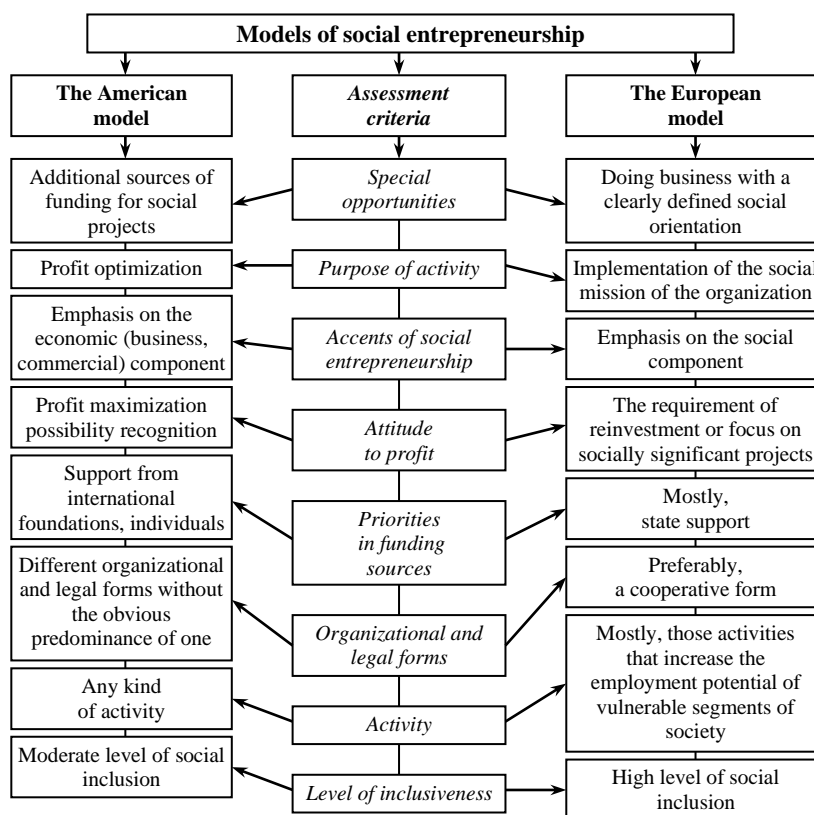 Models of social entrepreneurship
The American
model
Assessment
criteria
The European
model
Additional sources of
funding for social
projects
Special
opportunities
Doing business with a
clearly defined social
orientation
Profit optimization
Purpose of activity
Implementation of the social
mission of the organization
Emphasis on the
economic (business,
commercial) component
Accents of social
entrepreneurship
Emphasis on the social
component
Profit maximization
possibility recognition
Attitude
to profit
The requirement of
reinvestment or focus on
socially significant projects
Support from
international
foundations, individuals
Priorities
in funding
sources
Mostly,
state support
Different organizational
and legal forms without
the obvious
predominance of one
Organizational and
legal forms
Preferably,
a cooperative form
Any kind
of activity
Activity
Mostly, those activities
that increase the
employment potential of
vulnerable segments of
society
Moderate level of social
inclusion
Level of inclusiveness
High level of social
inclusion